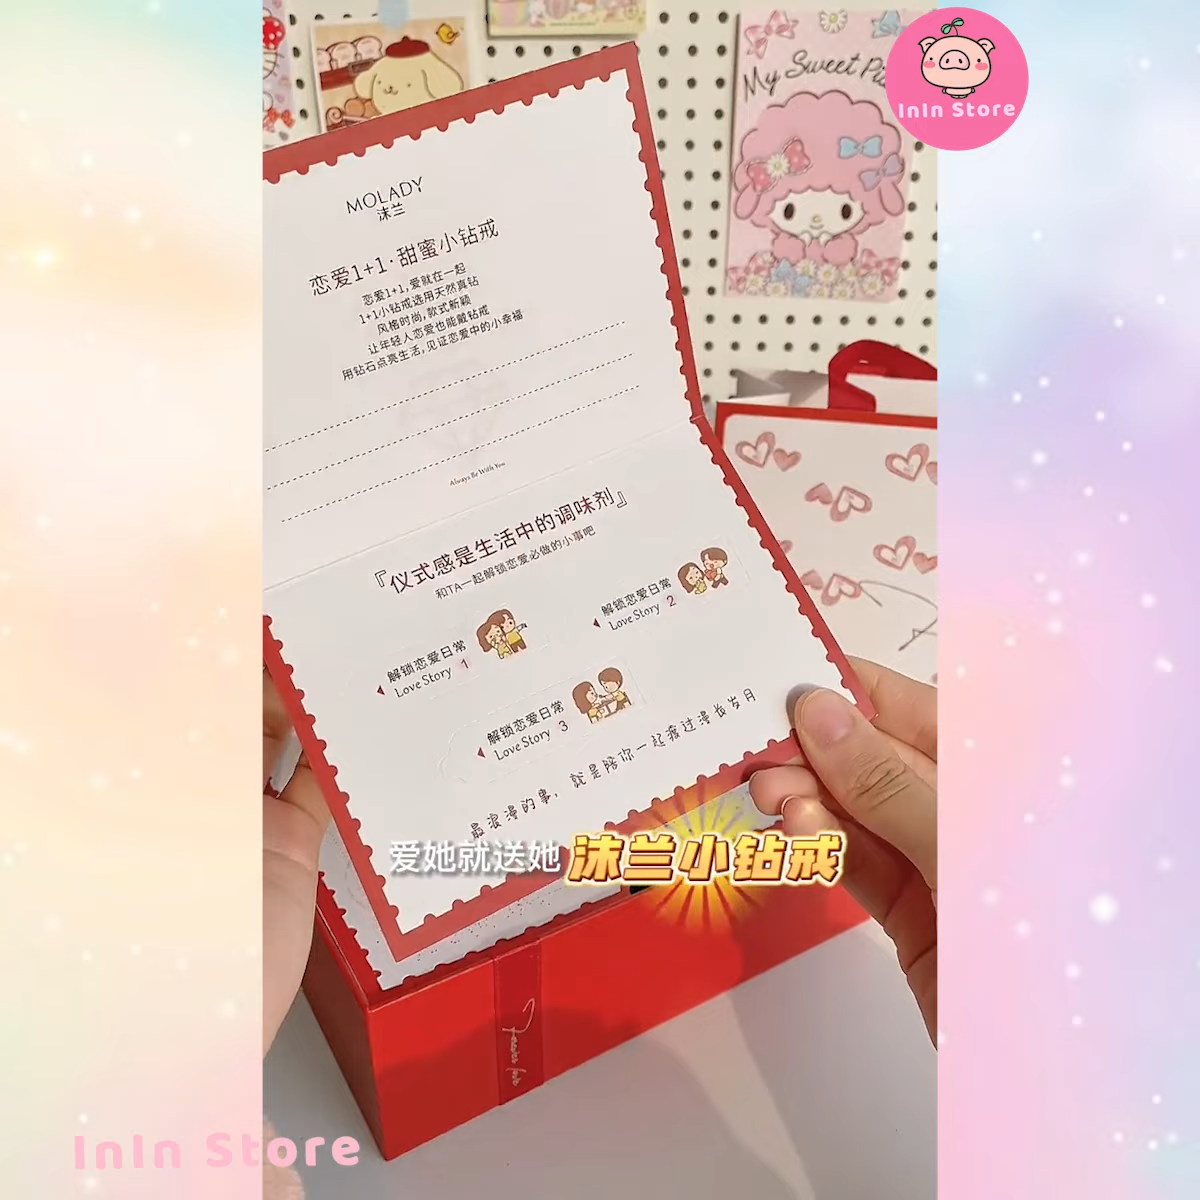 My Sweet Pi
InIn Store
MOLADY
沫兰
恋爱1+1·甜蜜小钻戒
恋爱1+1,爱就在一起
1+1小钻戒选用天然真钻
风格时尚,款式新颖
让年轻人恋爱也能戴钻戒
用钻石点亮生活,见证恋爱中的小幸福
Always Be With You
『仪式感是生活中的调味剂』
和TA一起解锁恋爱必做的小事吧
解锁恋爱日常
Love Story 1
解锁恋爱日常
Love Story 2
解锁恋爱日常
Love Story 3
最浪漫的事，就是陪你一起度过漫长岁月
爱她就送她 沫兰小钻戒
InIn Store